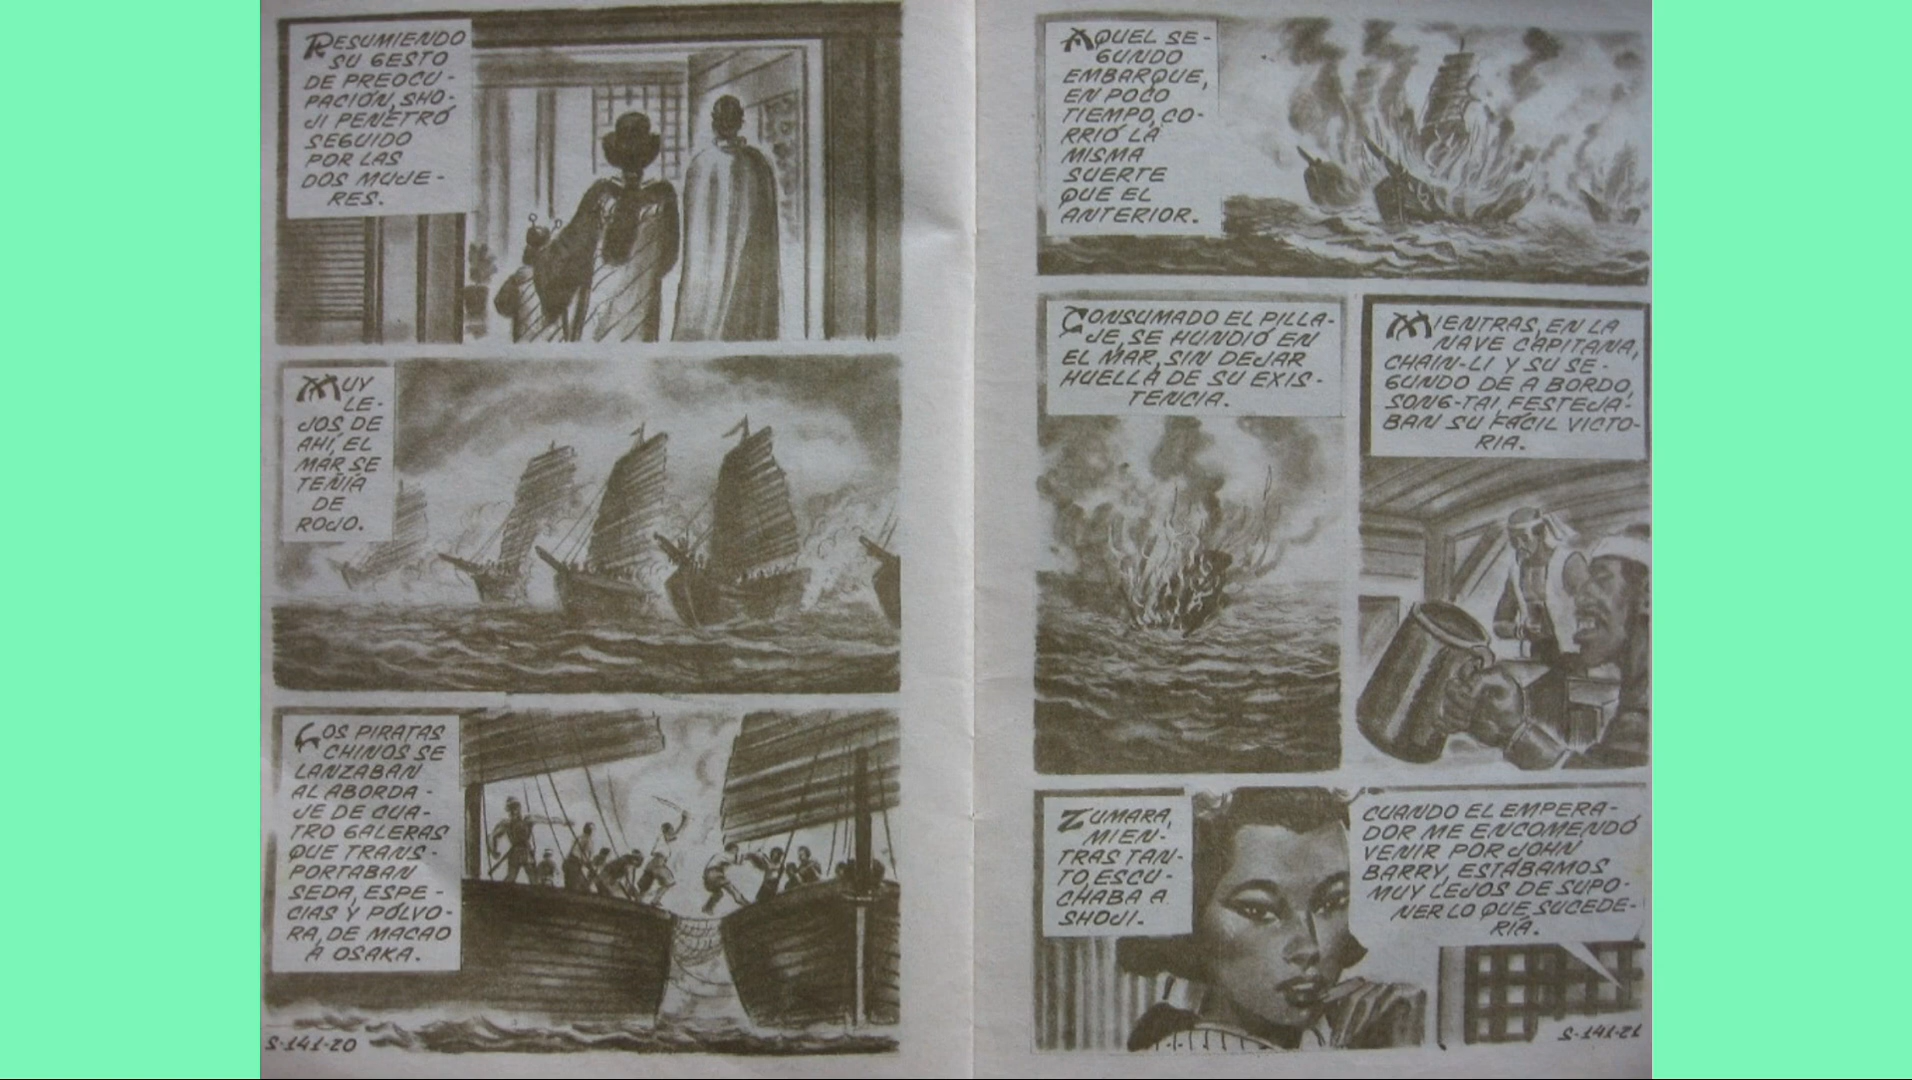 RESUMIENDO
SU GESTO
DE PREOCU-
PACIÓN, SHO-
JI PENETRÓ
SEGUIDO
POR LAS
DOS MUJE-
RES.
MUY
LE-
JOS DE
AHÍ, EL
MAR SE
TEÑÍA
DE
ROJO.
LOS PIRATAS
CHINOS SE
LANZABAN
AL ABORDA-
JE DE CUA-
TRO GALERAS
QUE TRANS-
PORTABAN
SEDA, ESPE-
CIAS Y PÓLVO-
RA, DE MACAO
A OSAKA.
S-141-20
AQUEL SE-
GUNDO
EMBARQUE,
EN POCO
TIEMPO, CO-
RRIÓ LA
MISMA
SUERTE
QUE EL
ANTERIOR.
CONSUMADO EL PILLA-
JE, SE HUNDIÓ EN
EL MAR, SIN DEJAR
HUELLA DE SU EXIS-
TENCIA.
MIENTRAS, EN LA
NAVE CAPITANA,
CHAIN-LI Y SU SE-
GUNDO DE A BORDO,
SONG-TAI, FESTEJA-
BAN SU FÁCIL VICTO-
RIA.
ZUMARA,
MIEN-
TRAS TAN-
TO, ESCU-
CHABA A
SHOJI.
CUANDO EL EMPERA-
DOR ME ENCOMENDÓ
VENIR POR JOHN
BARRY, ESTÁBAMOS
MUY LEJOS DE SUPO-
NER LO QUE SUCEDE-
RÍA.
S-141-21